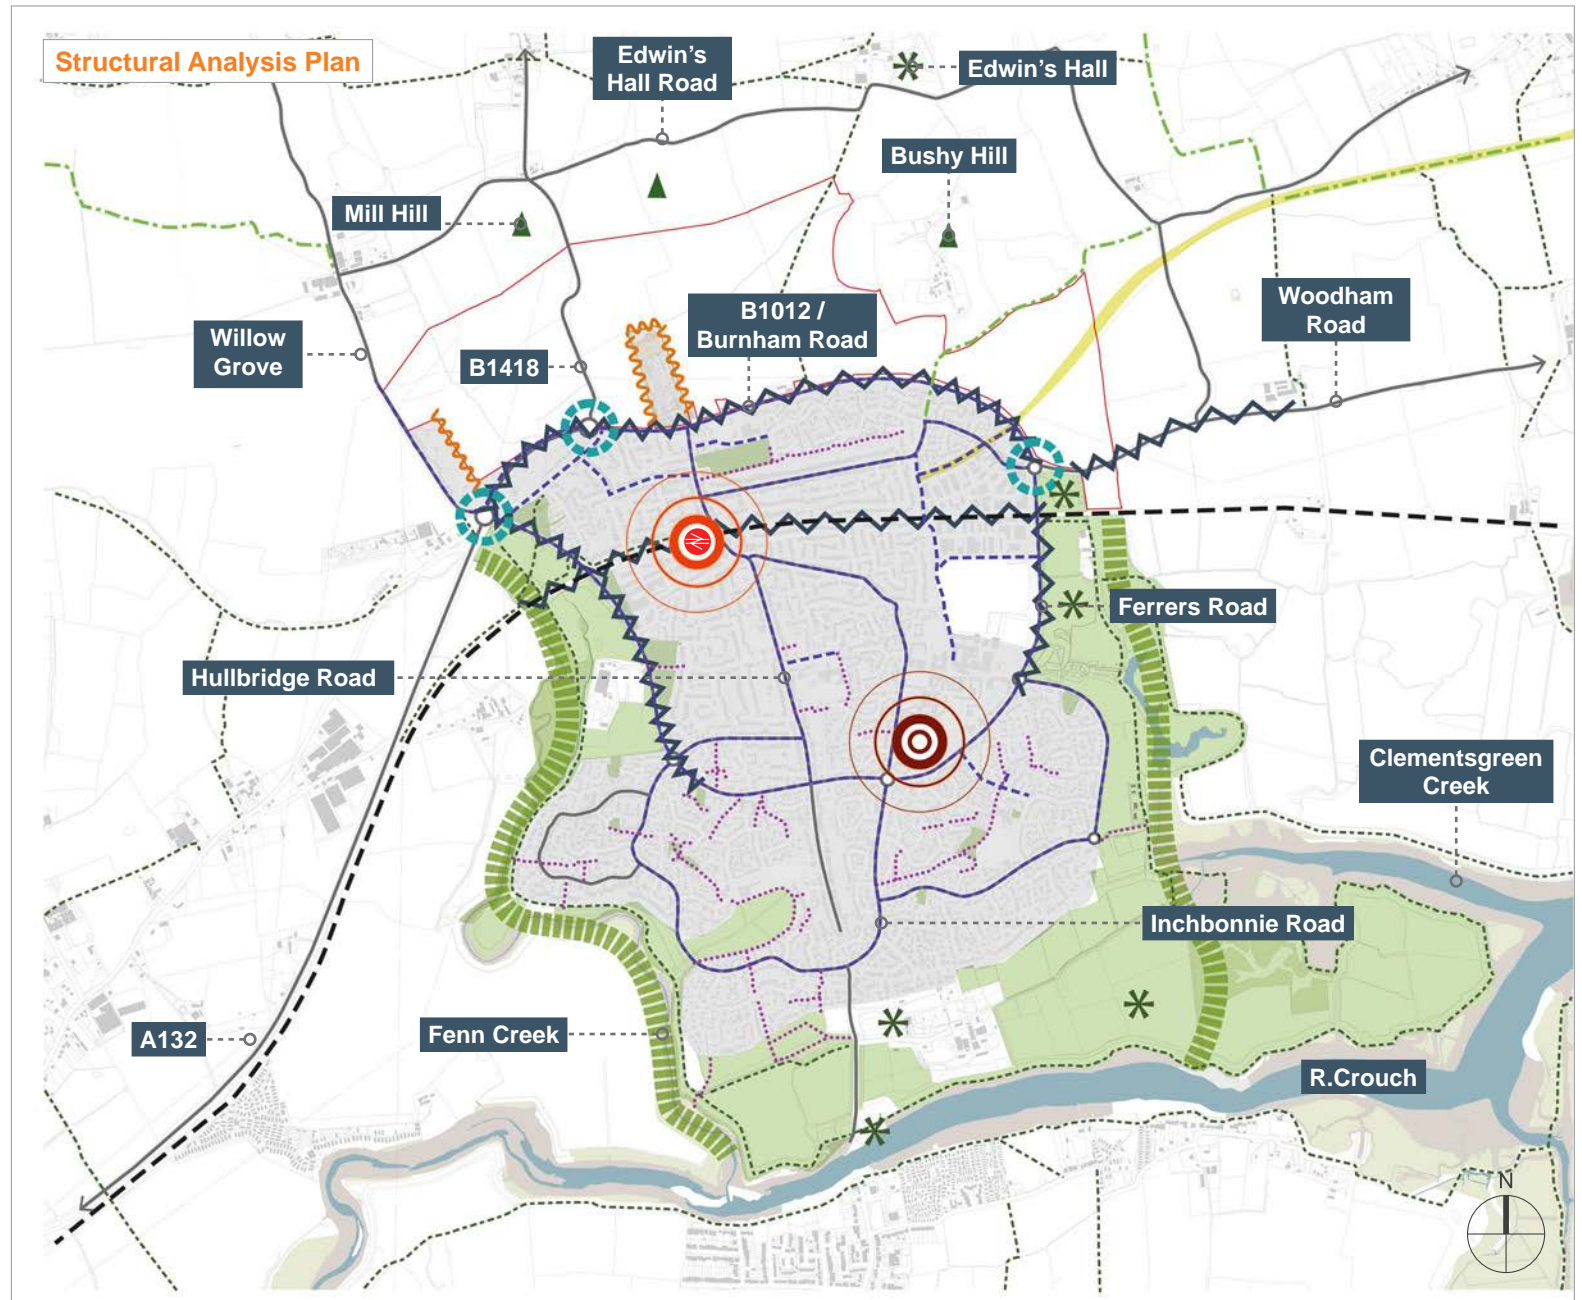 Structural Analysis Plan
Edwin's
Hall Road
Edwin's Hall
Bushy Hill
Mill Hill
Woodham
Road
B1012 /
Burnham Road
Willow
Grove
B1418
Ferrers Road
Hullbridge Road
Clementsgreen
Creek
Inchbonnie Road
A132
Fenn Creek
R.Crouch
N